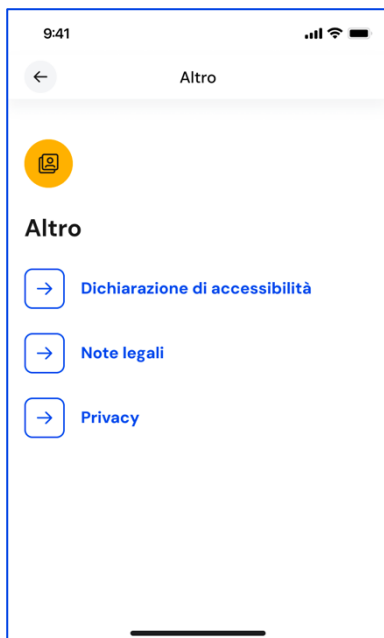 9:41
Altro
Altro
Dichiarazione di accessibilità
Note legali
Privacy